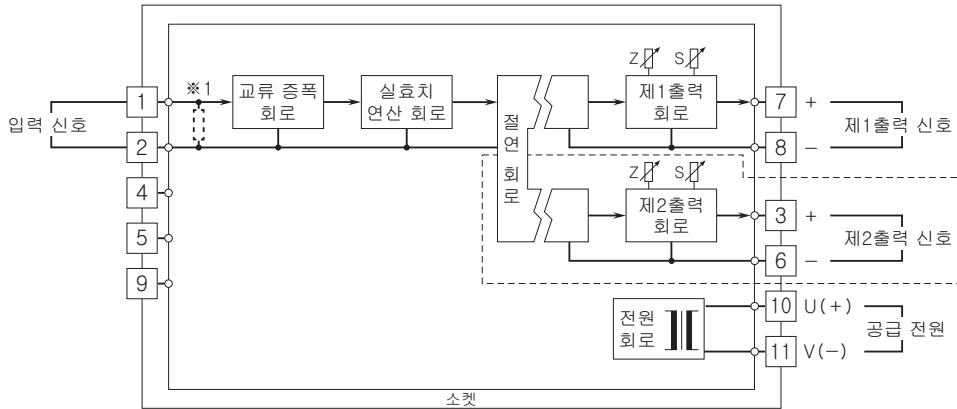 ※1
교류 증폭
회로
실효치
연산 회로
절연 회로
Z
S
제1출력
회로
1
2
4
5
9
입력 신호
7
+
8
−
제1출력 신호
Z
S
제2출력
회로
3
+
6
−
제2출력 신호
전원
회로
10
U(+)
11
V(−)
공급 전원
소켓